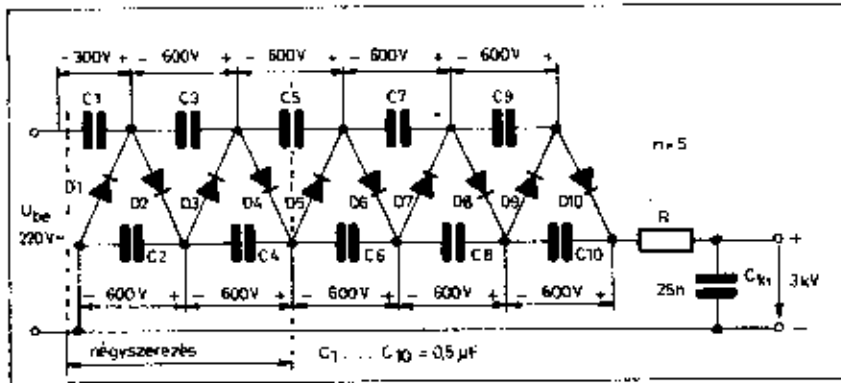 - 300V + - 600V + - 600V + - 600V + - 600V +
C1 C3 C5 C7 C9
n=5
D1 D2 D3 D4 D5 D6 D7 D8 D9 D10
R
U be
220V~
C2 C4 C6 C8 C10
+
25n
3kV
- 600V + - 600V + - 600V + - 600V + - 600V +
-
négyszerezés
C1 . . . C10 = 0,5 µF